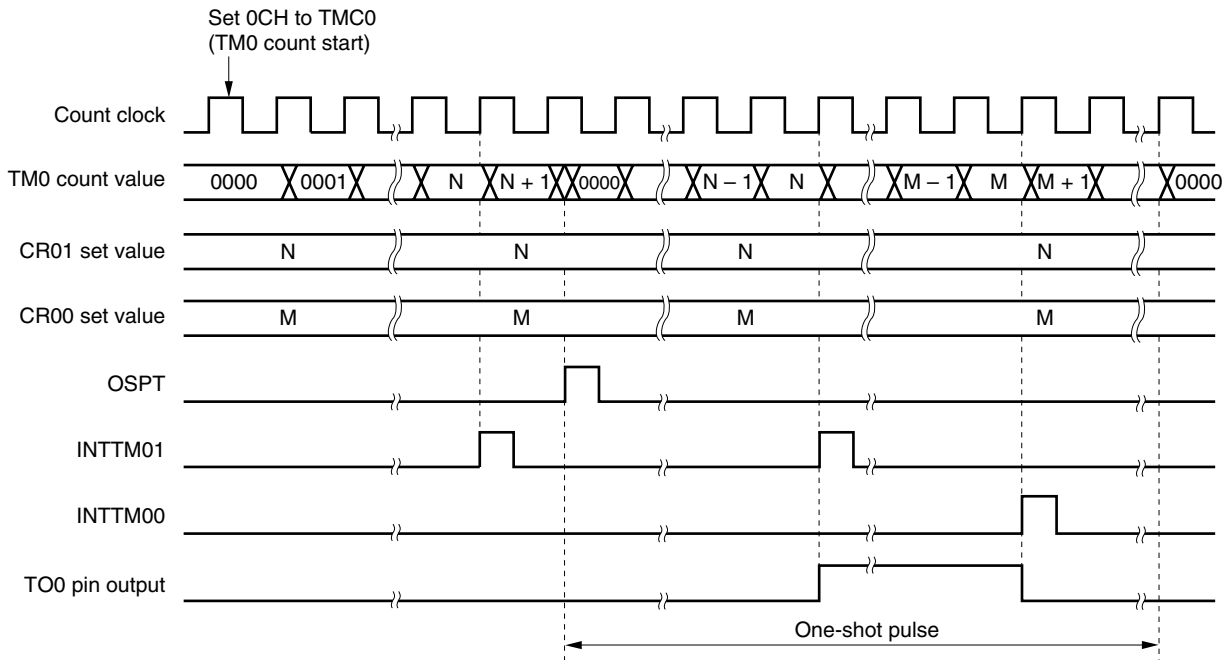 Set 0CH to TMC0
(TM0 count start)
Count clock
TM0 count value 0000 0001 N N + 1 0000 N – 1 N M – 1 M M + 1 0000
CR01 set value N N N N
CR00 set value M M M M
OSPT
INTTM01
INTTM00
TO0 pin output
One-shot pulse